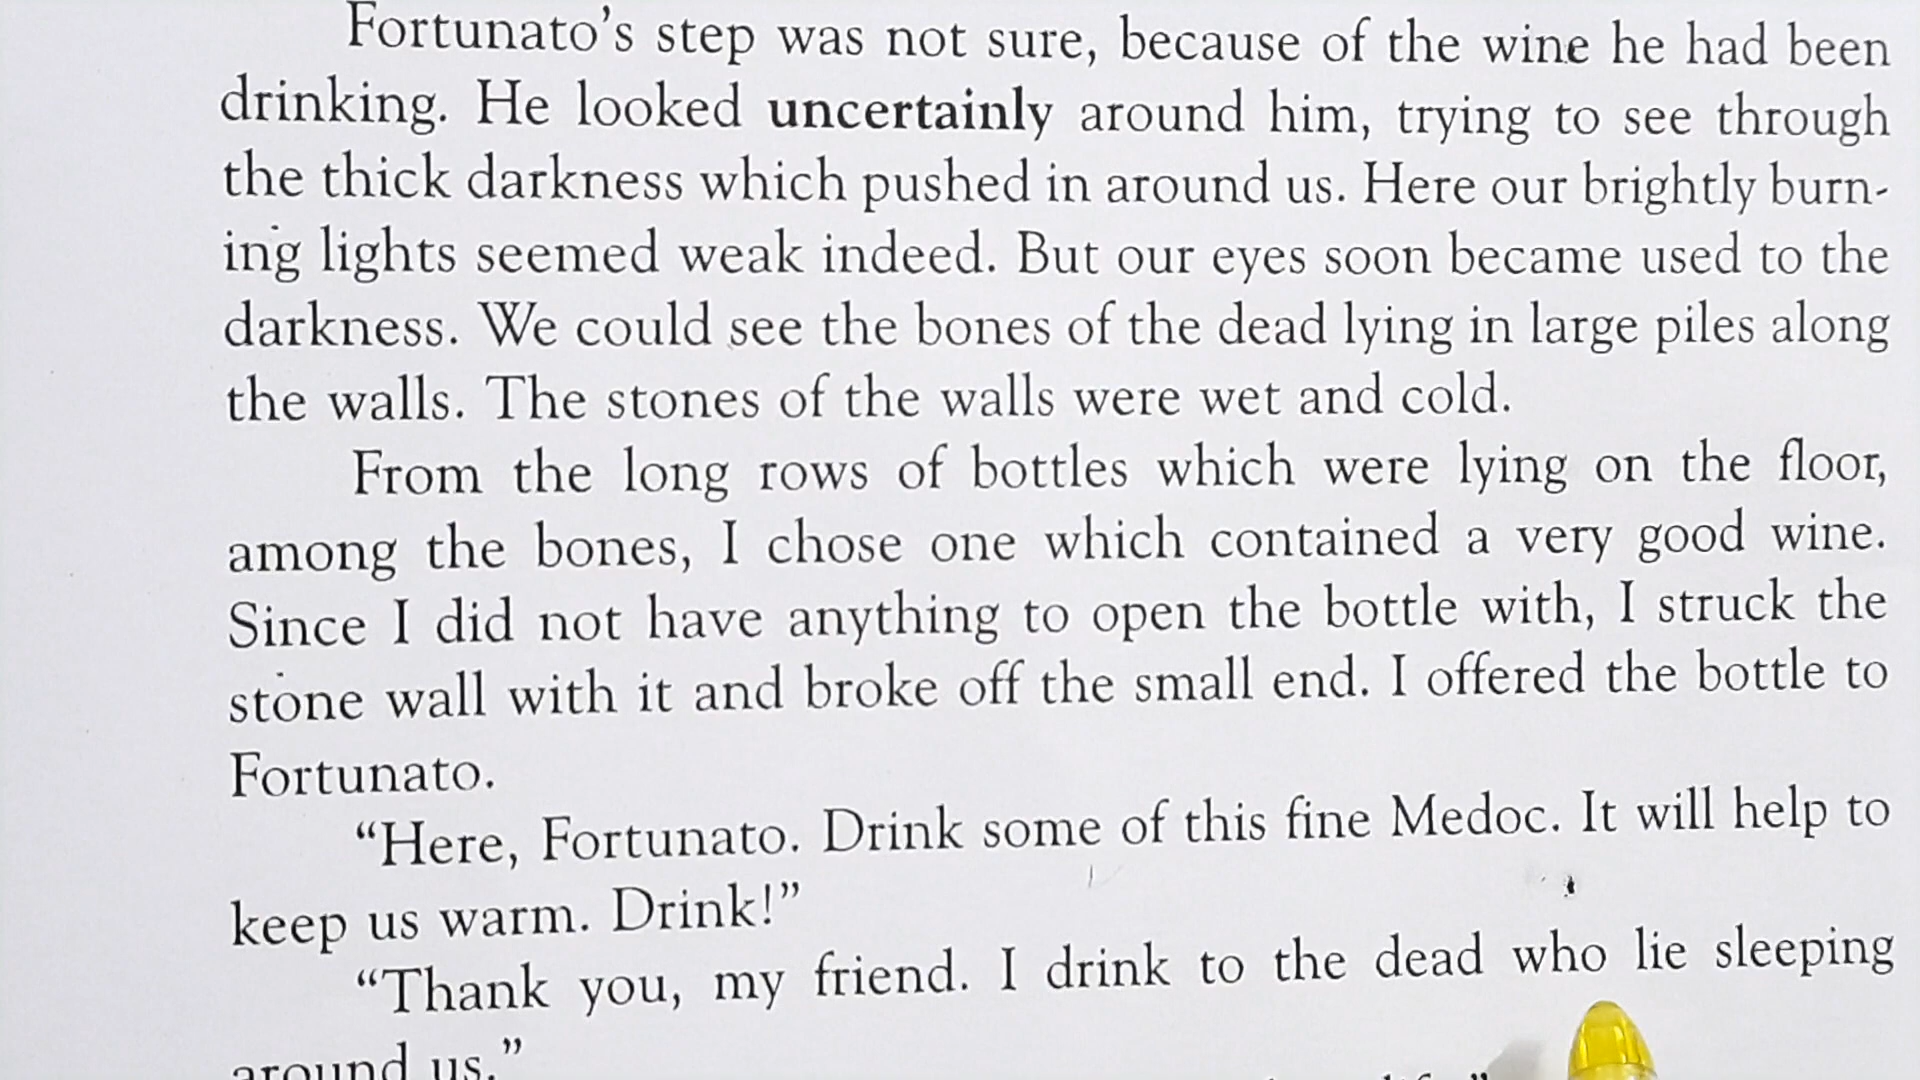 Fortunato’s step was not sure, because of the wine he had been
drinking. He looked uncertainly around him, trying to see through
the thick darkness which pushed in around us. Here our brightly burn-
ing lights seemed weak indeed. But our eyes soon became used to the
darkness. We could see the bones of the dead lying in large piles along
the walls. The stones of the walls were wet and cold.
From the long rows of bottles which were lying on the floor,
among the bones, I chose one which contained a very good wine.
Since I did not have anything to open the bottle with, I struck the
stone wall with it and broke off the small end. I offered the bottle to
Fortunato.
“Here, Fortunato. Drink some of this fine Medoc. It will help to
keep us warm. Drink!”
“Thank you, my friend. I drink to the dead who lie sleeping
around us.”